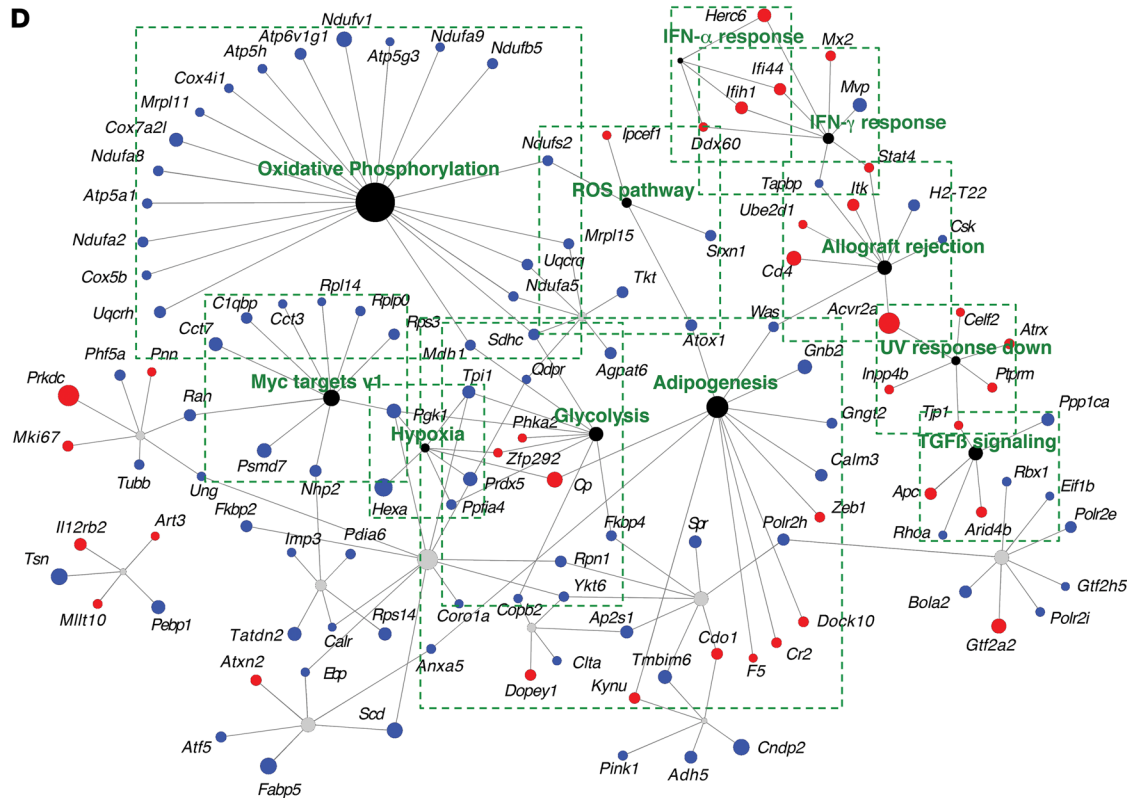 D
Ndufv1
Herc6
Atp6v1g1
Ndufa9
IFN-α response
Mx2
Atp5h
Atp5g3
Ndufb5
Ifi44
Cox4i1
Mvp
Ifih1
Mrpl11
IFN-γ response
Cox7a2l
Ndufs2
Ipcef1
Ddx60
Ndufa8
Stat4
Oxidative Phosphorylation
Tapbp
ROS pathway
Itk
H2-T22
Atp5a1
Ube2d1
Csk
Ndufa2
Mrpl15
Srxn1
Allograft rejection
Uqcrq
Cd4
Cox5b
Tkt
Ndufa5
C1qbp
Rpl14
Rplp0
Uqcrh
Cct3
Was
Acvr2a
Celf2
Cct7
Rps3
Sdhc
Atox1
Atrx
Phf5a
Pnn
Mdh1
Gnb2
UV response down
Qdpr
Agpat6
Prkdc
Myc targets v1
Tpi1
Adipogenesis
Inpp4b
Ptprm
Ran
Pgk1
Glycolysis
Gngt2
Tjp1
Ppp1ca
Mki67
Hypoxia
Phka2
TGFß signaling
Zfp292
Calm3
Rbx1
Tubb
Psmd7
Ung
Nhp2
Prdx5
Cp
Apc
Eif1b
Fkbp2
Hexa
Ppfia4
Zeb1
Arid4b
Art3
Fkbp4
Spr
Polr2h
Rhoa
Polr2e
Il12rb2
Imp3
Pdia6
Tsn
Rpn1
Gtf2h5
Ykt6
Bola2
Mllt10
Pebp1
Rps14
Coro1a
Copb2
Ap2s1
Dock10
Polr2i
Tatdn2
Calr
Cdo1
Gtf2a2
Atxn2
Ebp
Anxa5
Clta
Tmbim6
F5
Cr2
Dopey1
Kynu
Scd
Atf5
Cndp2
Pink1
Adh5
Fabp5